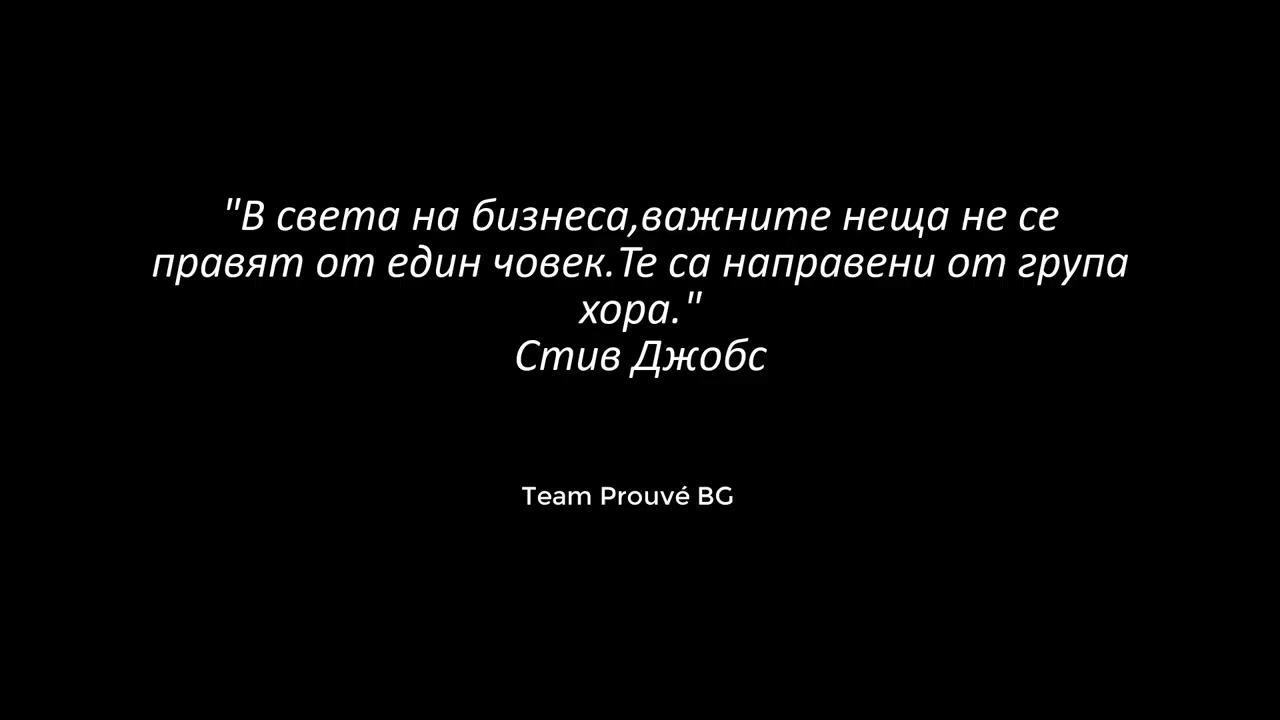 "В света на бизнеса,важните неща не се
правят от един човек.Те са направени от група
хора."
Стив Джобс
Team Prouvé BG